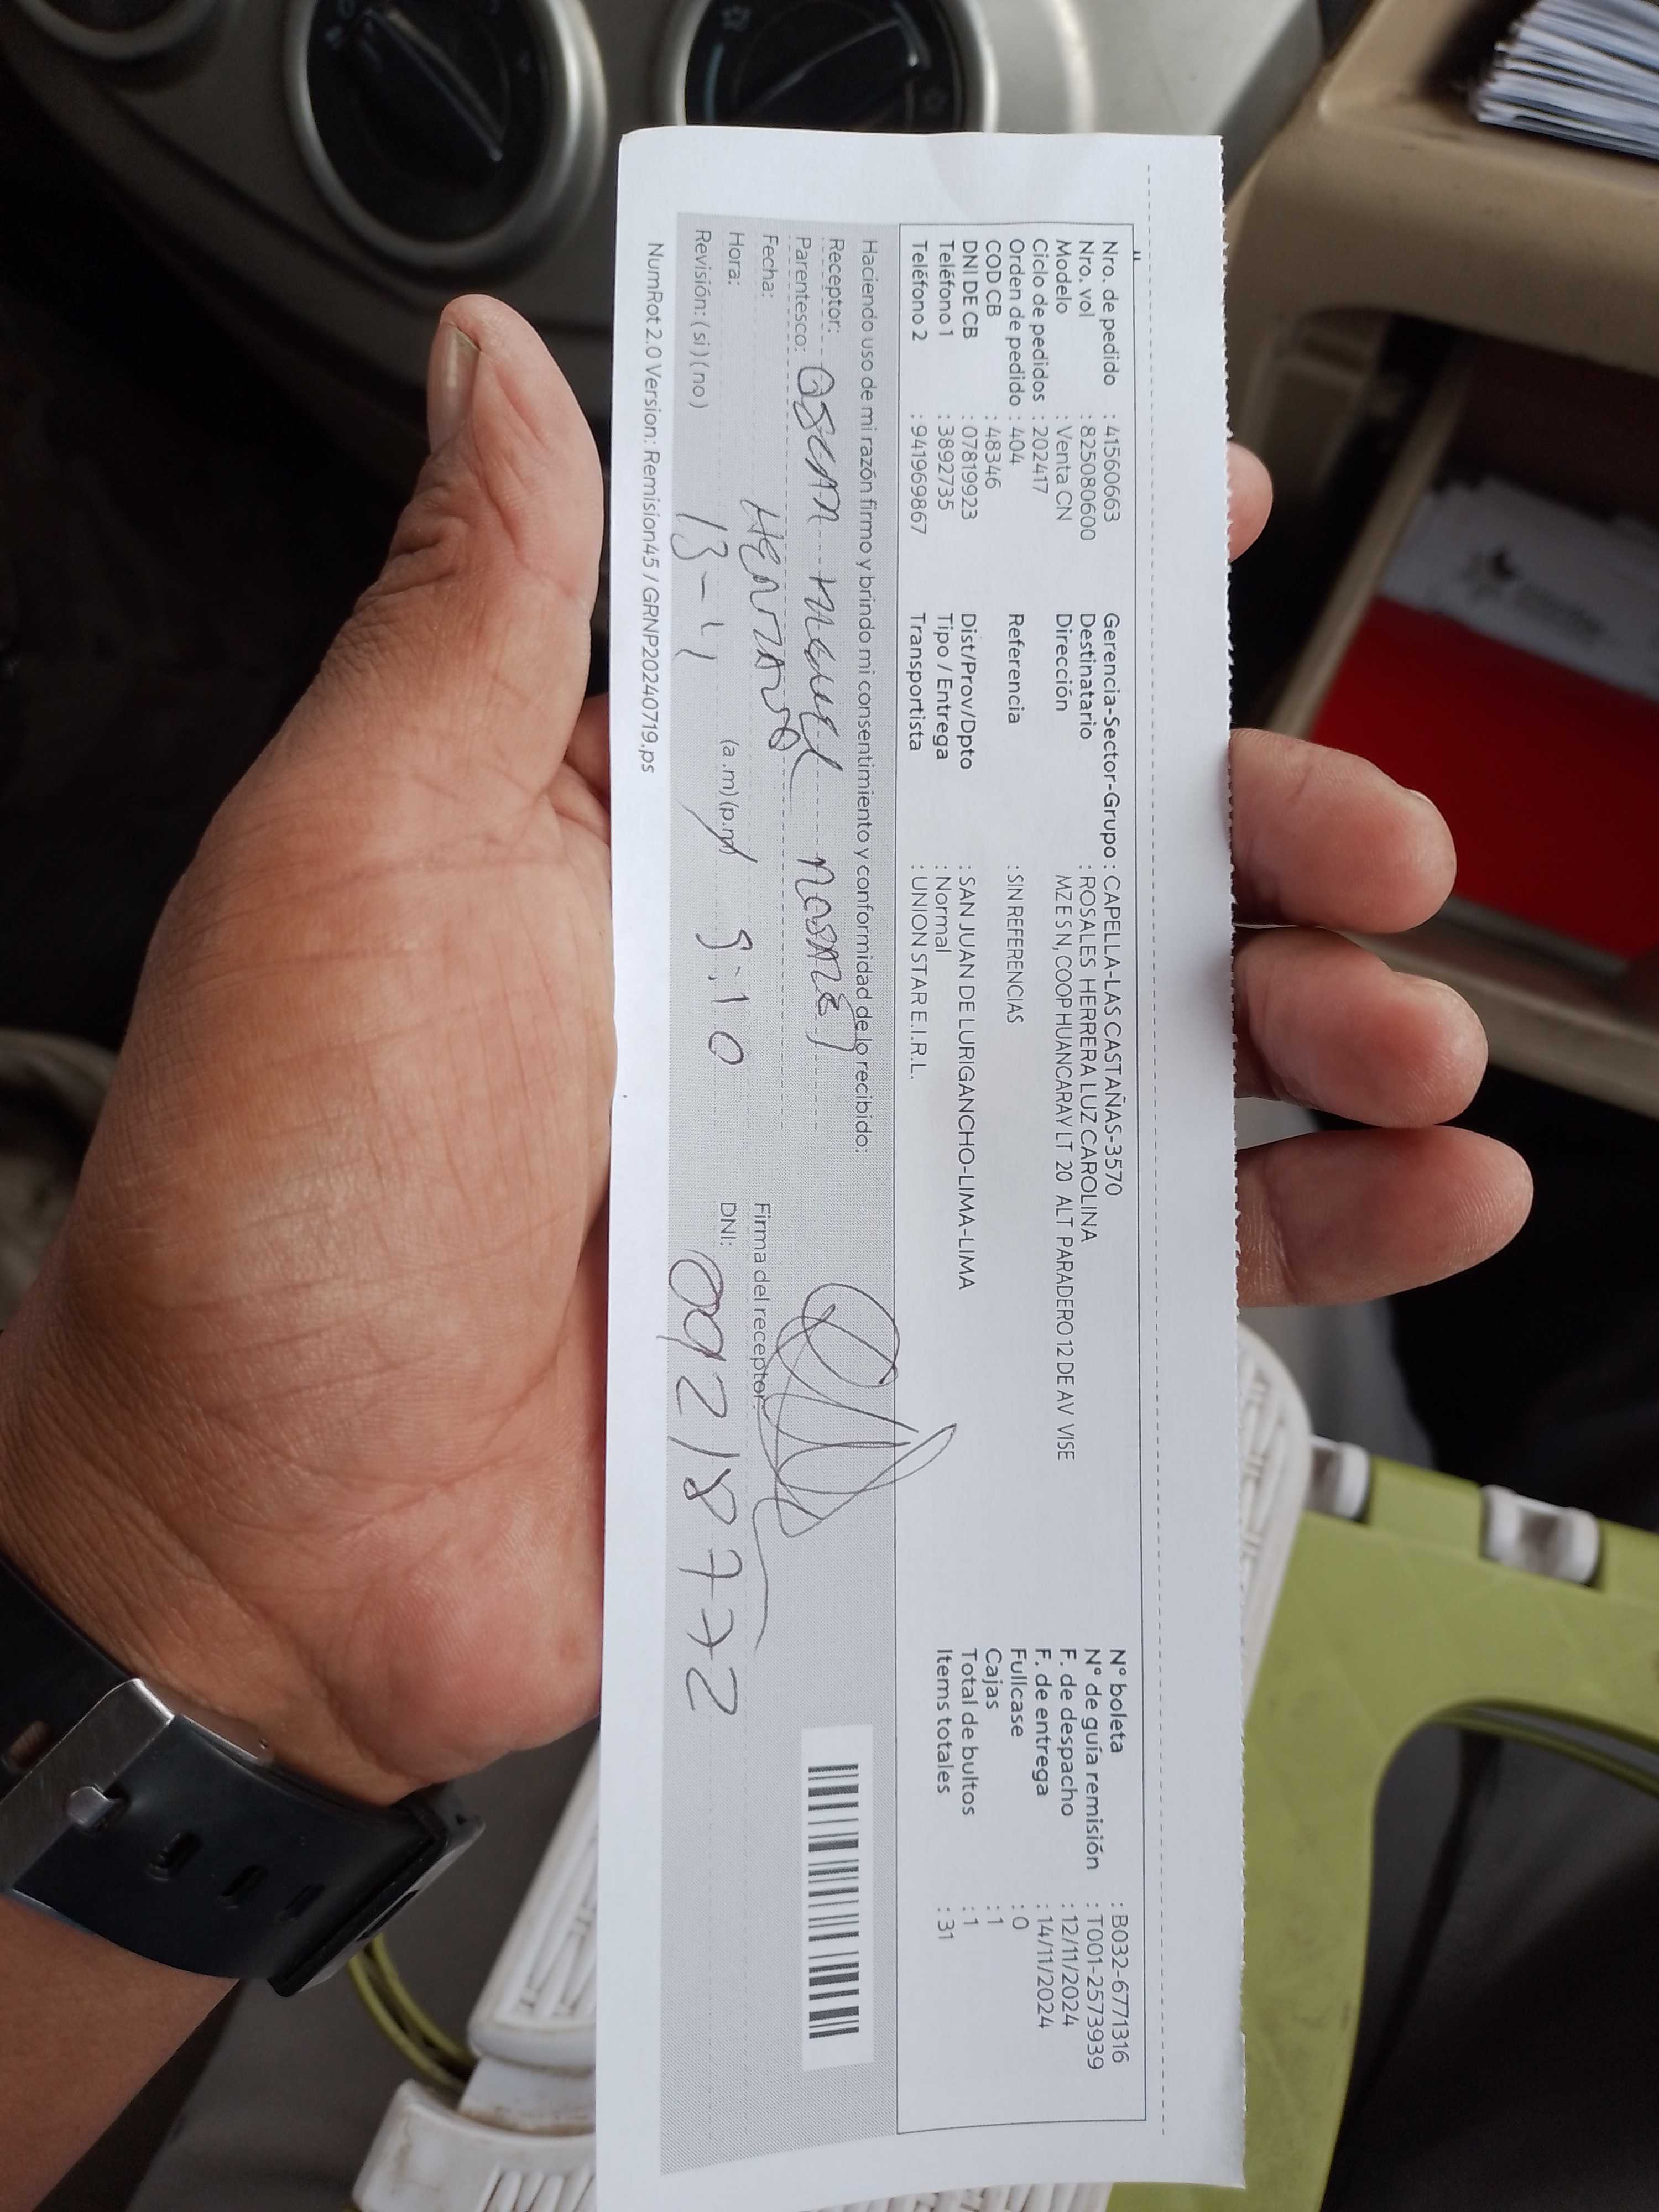 Nro. de pedido : 41560663
Nro. vol : 825080600
Modelo : Venta CN
Ciclo de pedidos : 202417
Orden de pedido : 404
COD CB : 48346
DNI DE CB : 07819923
Teléfono 1 : 3892735
Teléfono 2 : 941969867
Gerencia-Sector-Grupo : CAPELLA-LAS CASTAÑAS-3570
Destinatario : ROSALES HERRERA LUZ CAROLINA
Dirección MZ E S N, COOP HUANCARAY LT 20 ALT PARADERO 12 DE AV VISE
Referencia : SIN REFERENCIAS
Dist/Prov/Dpto : SAN JUAN DE LURIGANCHO-LIMA-LIMA
Tipo / Entrega : Normal
Transportista : UNION STAR E.I.R.L.
N° boleta : B032-6771316
N° de guía remisión : T001-2573939
F. de despacho : 12/11/2024
F. de entrega : 14/11/2024
Fullcase : 0
Cajas : 1
Total de bultos : 1
Items totales : 31
Haciendo uso de mi razón firmo y brindo mi consentimiento y conformidad de lo recibido:
Receptor: OSCAR
Parentesco:
Fecha:
Hora: (a.m)(p.m) 9:10
Revisión: (si)(no) 13-11
Firma del receptor:
DNI: 09218772
NumRot 2.0 Version: Remision45 / GRNP20240719.ps